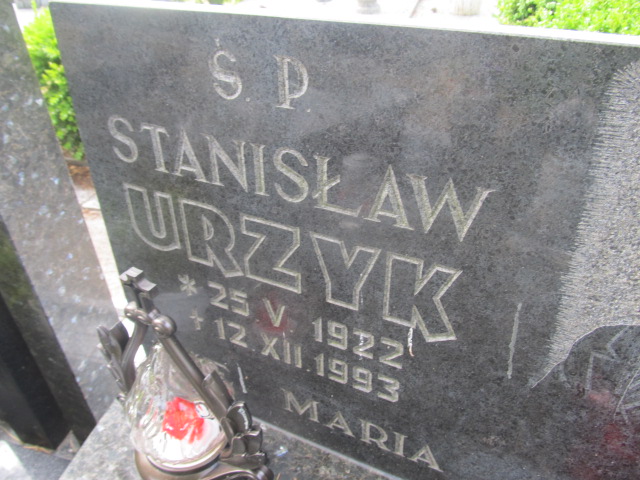 Ś P
STANISŁAW
URZYK
* 25 V 1922
+ 12 XII.1993
MARIA